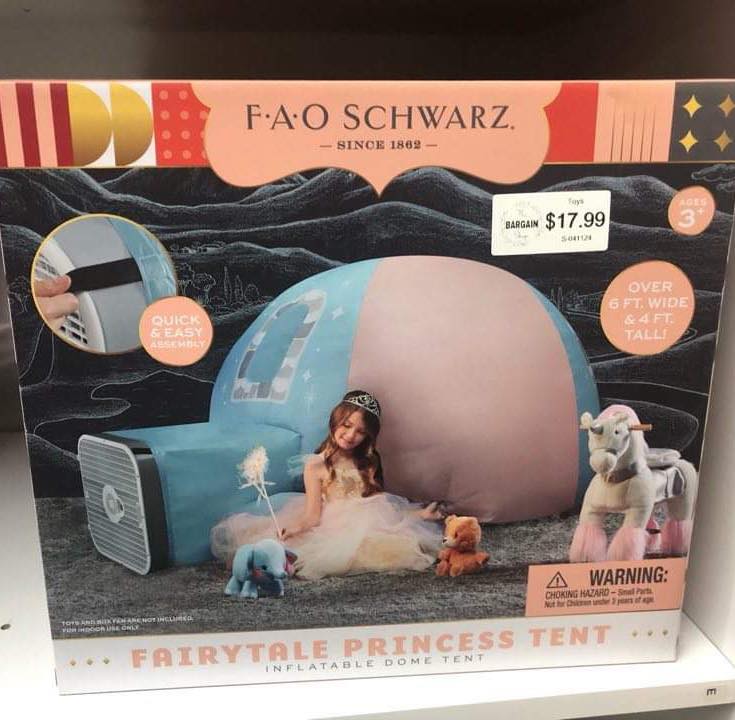 F·A·O SCHWARZ.
— SINCE 1862 —
Toys
BARGAIN $17.99
S-041124
AGES
3+
QUICK
& EASY
ASSEMBLY
OVER
6 FT. WIDE
& 4 FT.
TALL!
WARNING:
CHOKING HAZARD – Small Parts.
Not for Children under 3 years of age.
TOYS AND BOX FAN ARE NOT INCLUDED.
FOR INDOOR USE ONLY
FAIRYTALE PRINCESS TENT
INFLATABLE DOME TENT